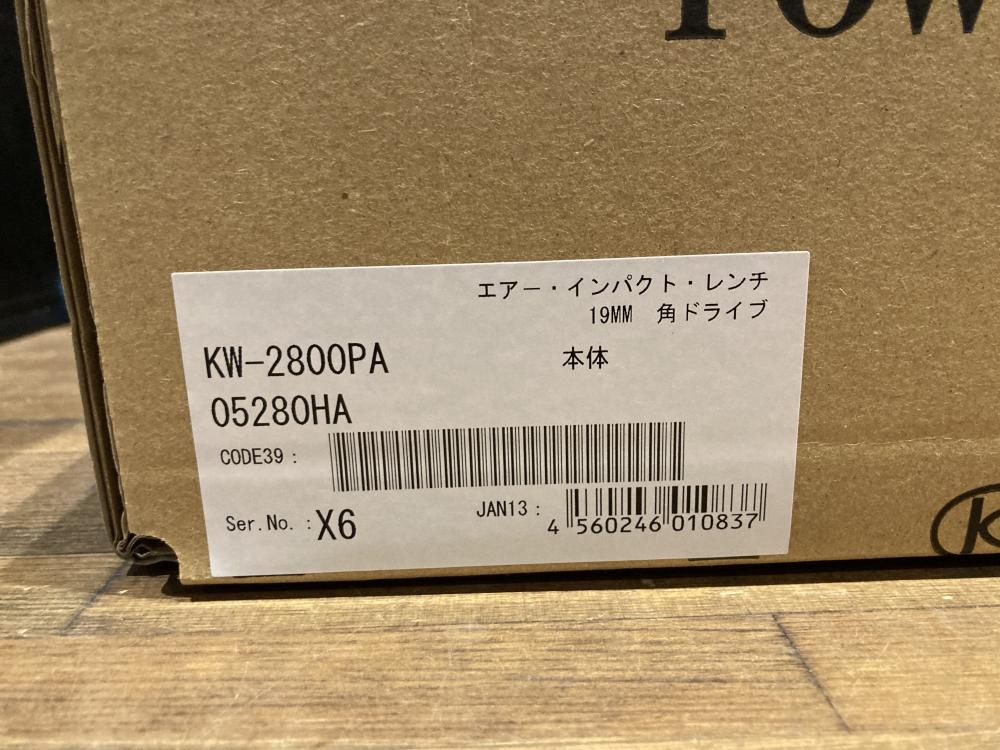 エアー・インパクト・レンチ
19MM 角ドライブ
KW-2800PA
本体
05280HA
CODE39 :
Ser.No. : X6
JAN13 :
4 560246 010837